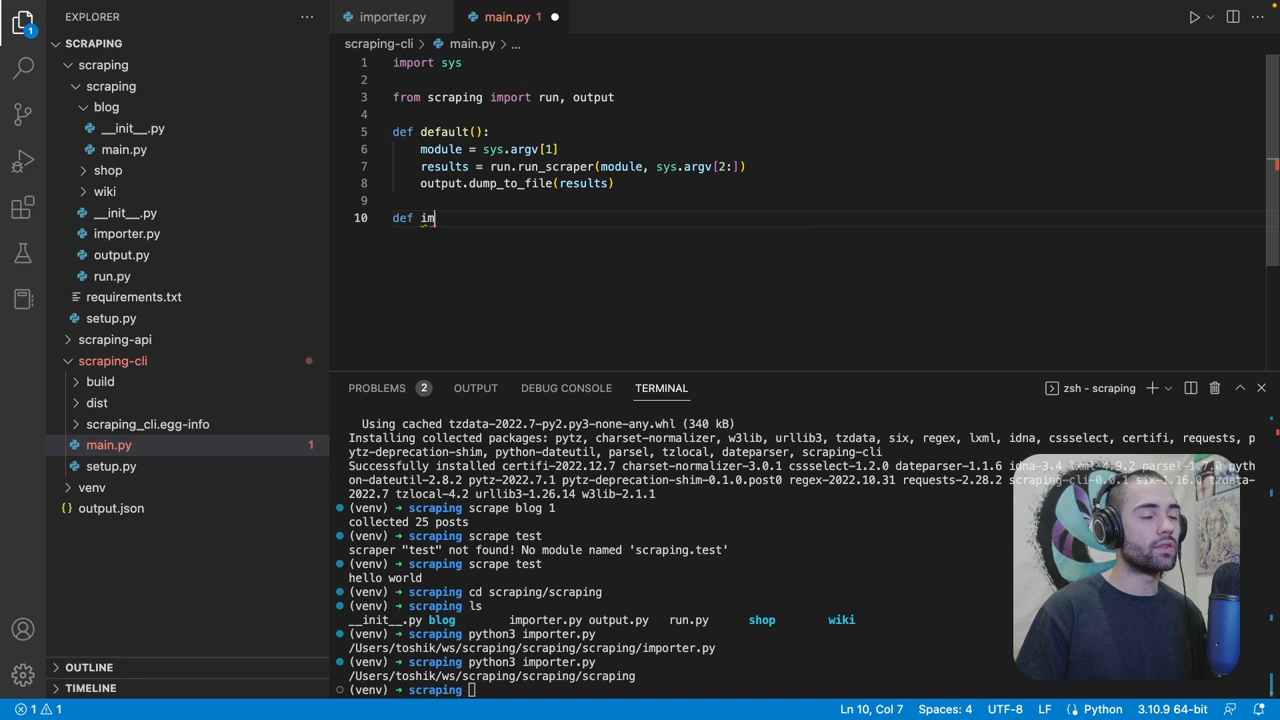 EXPLORER
SCRAPING
scraping
scraping
blog
__init__.py
main.py
shop
wiki
__init__.py
importer.py
output.py
run.py
requirements.txt
setup.py
scraping-api
scraping-cli
build
dist
scraping_cli.egg-info
main.py 1
setup.py
venv
{} output.json
OUTLINE
TIMELINE
1
importer.py
main.py 1
scraping-cli > main.py > ...
1 import sys
2
3 from scraping import run, output
4
5 def default():
6 module = sys.argv[1]
7 results = run.run_scraper(module, sys.argv[2:])
8 output.dump_to_file(results)
9
10 def im
PROBLEMS 2 OUTPUT DEBUG CONSOLE TERMINAL
zsh - scraping
Using cached tzdata-2022.7-py2.py3-none-any.whl (340 kB)
Installing collected packages: pytz, charset-normalizer, w3lib, urllib3, tzdata, six, regex, lxml, idna, cssselect, certifi, requests, p
ytz-deprecation-shim, python-dateutil, parsel, tzlocal, dateparser, scraping-cli
Successfully installed certifi-2022.12.7 charset-normalizer-3.0.1 cssselect-1.2.0 dateparser-1.1.6 idna-3.4 lxml-4.9.2 parsel-1.7.0 pyth
on-dateutil-2.8.2 pytz-2022.7.1 pytz-deprecation-shim-0.1.0.post0 regex-2022.10.31 requests-2.28.2 scraping-cli-0.0.1 six-1.16.0 tzdata-
2022.7 tzlocal-4.2 urllib3-1.26.14 w3lib-2.1.1
(venv) ➜ scraping scrape blog 1
collected 25 posts
(venv) ➜ scraping scrape test
scraper "test" not found! No module named 'scraping.test'
(venv) ➜ scraping scrape test
hello world
(venv) ➜ scraping cd scraping/scraping
(venv) ➜ scraping ls
__init__.py blog importer.py output.py run.py shop wiki
(venv) ➜ scraping python3 importer.py
/Users/toshik/ws/scraping/scraping/scraping/importer.py
(venv) ➜ scraping python3 importer.py
/Users/toshik/ws/scraping/scraping/scraping
(venv) ➜ scraping
1 1
Ln 10, Col 7 Spaces: 4 UTF-8 LF Python 3.10.9 64-bit